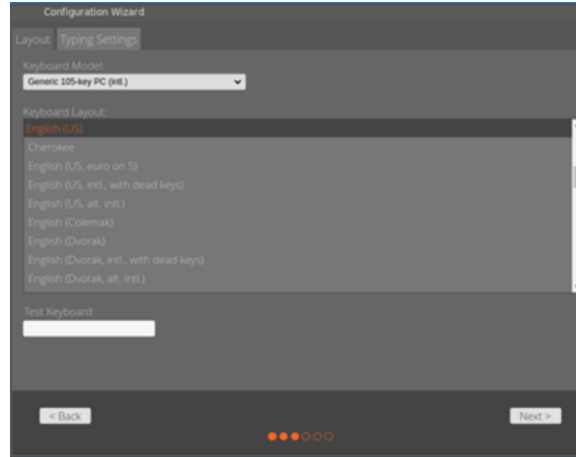 Configuration Wizard
Layout Typing Settings
Keyboard Model:
Generic 105-key PC (intl.)
Keyboard Layout:
English (US)
Cherokee
English (US, euro on 5)
English (US, intl., with dead keys)
English (US, alt. intl.)
English (Colemak)
English (Dvorak)
English (Dvorak, intl., with dead keys)
English (Dvorak, alt. intl.)
Test Keyboard:
< Back Next >